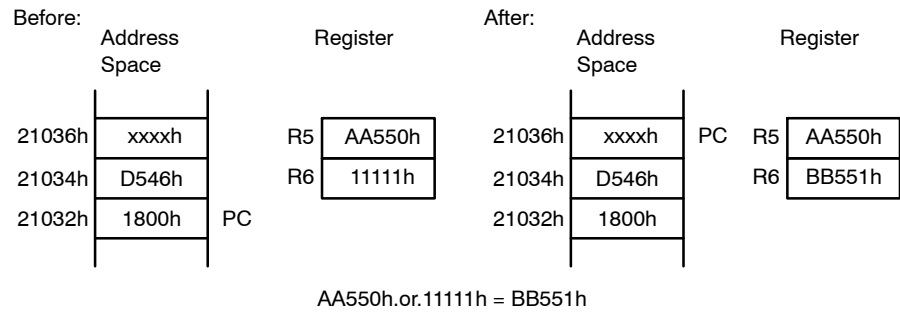 Before:
After:
Address Space
Register
Address Space
Register
21036h xxxxh R5 AA550h
21036h xxxxh PC R5 AA550h
21034h D546h R6 11111h
21034h D546h R6 BB551h
21032h 1800h PC
21032h 1800h
AA550h.or.11111h = BB551h